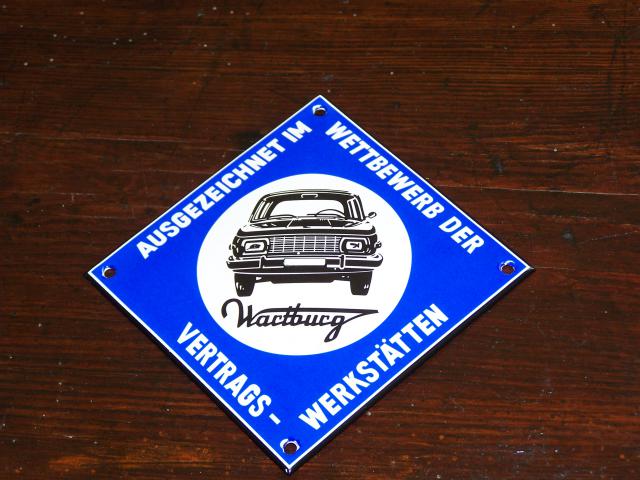 AUSGEZEICHNET IM
WETTBEWERB DER
Wartburg
VERTRAGS-
WERKSTÄTTEN